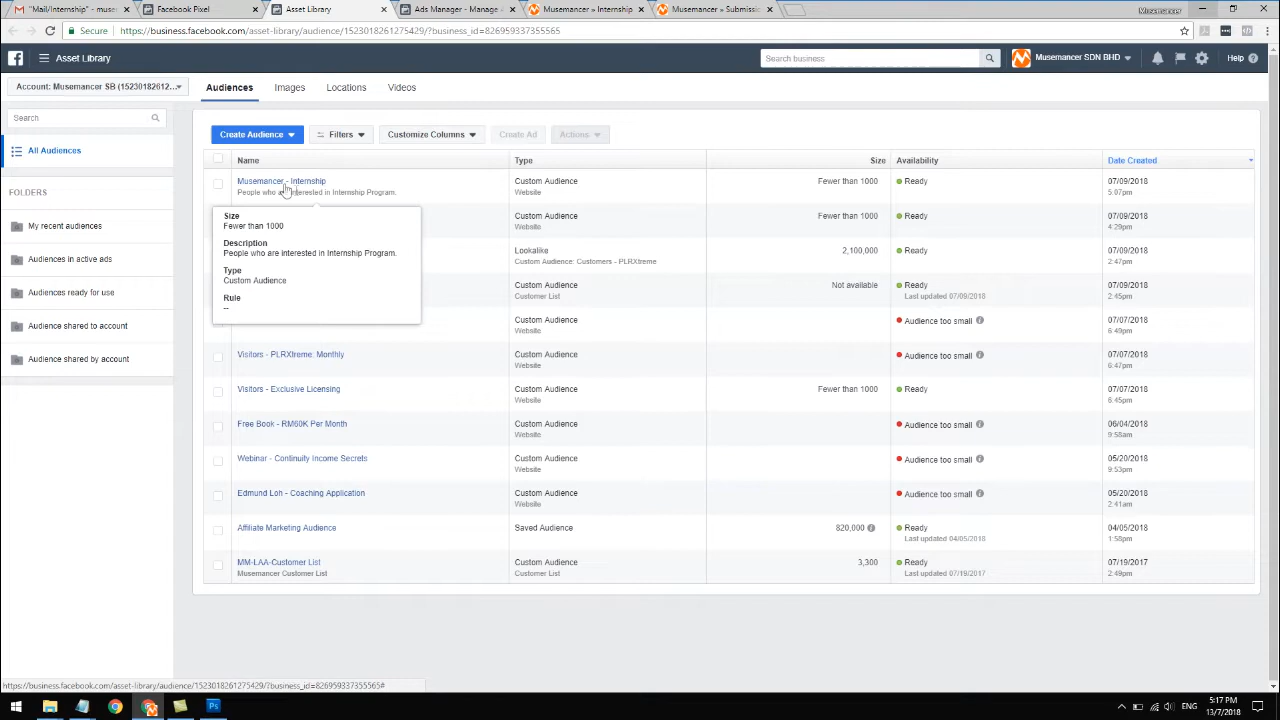 "Mail/Internship" - muse
Facebook Pixel
Asset Library
Ads Manager - Manage
Musemancer » Internship
Musemancer » Submissio
Musemancer
Secure https://business.facebook.com/asset-library/audience/1523018261275429/?business_id=826959337355565
Asset Library
Search business
Musemancer SDN BHD
Help
Account: Musemancer SB (15230182612...
Audiences
Images
Locations
Videos
Search
All Audiences
FOLDERS
My recent audiences
Audiences in active ads
Audiences ready for use
Audience shared to account
Audience shared by account
Create Audience
Filters
Customize Columns
Create Ad
Actions
Name Type Size Availability Date Created
Musemancer - Internship Custom Audience Fewer than 1000 Ready 07/09/2018
People who are interested in Internship Program. Website 5:07pm
Size
Fewer than 1000
Description
People who are interested in Internship Program.
Type
Custom Audience
Rule
--
Custom Audience Fewer than 1000 Ready 07/09/2018
Website 4:29pm
Lookalike 2,100,000 Ready 07/09/2018
Custom Audience: Customers - PLRXtreme 2:47pm
Custom Audience Not available Ready 07/09/2018
Customer List Last updated 07/09/2018 2:45pm
Custom Audience Audience too small 07/07/2018
Website 6:49pm
Visitors - PLRXtreme: Monthly Custom Audience Audience too small 07/07/2018
Website 6:47pm
Visitors - Exclusive Licensing Custom Audience Fewer than 1000 Ready 07/07/2018
Website 6:45pm
Free Book - RM60K Per Month Custom Audience Audience too small 06/04/2018
Website 9:58am
Webinar - Continuity Income Secrets Custom Audience Audience too small 05/20/2018
Website 9:53pm
Edmund Loh - Coaching Application Custom Audience Audience too small 05/20/2018
Website 2:41am
Affiliate Marketing Audience Saved Audience 820,000 Ready 04/05/2018
Last updated 04/05/2018 1:58pm
MM-LAA-Customer List Custom Audience 3,300 Ready 07/19/2017
Musemancer Customer List Customer List Last updated 07/19/2017 2:49pm
https://business.facebook.com/asset-library/audience/1523018261275429/?business_id=826959337355565#
ENG
5:17 PM
13/7/2018